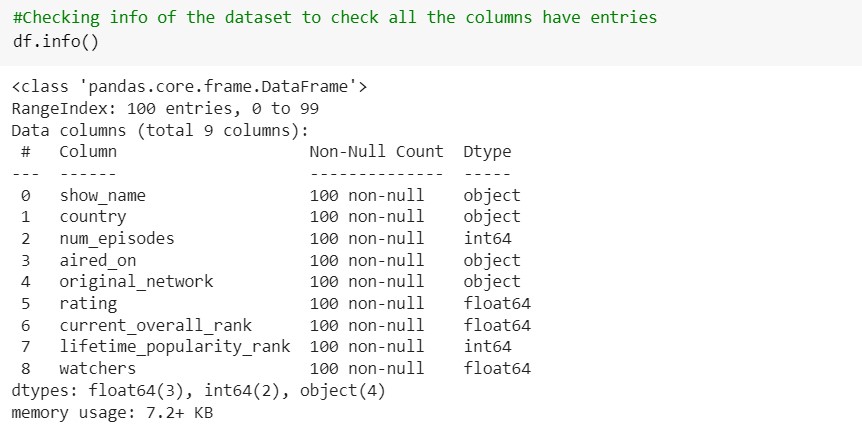 #Checking info of the dataset to check all the columns have entries
df.info()
<class 'pandas.core.frame.DataFrame'>
RangeIndex: 100 entries, 0 to 99
Data columns (total 9 columns):
 #   Column                    Non-Null Count  Dtype
---  ------                    --------------  -----
 0   show_name                 100 non-null    object
 1   country                   100 non-null    object
 2   num_episodes              100 non-null    int64
 3   aired_on                  100 non-null    object
 4   original_network          100 non-null    object
 5   rating                    100 non-null    float64
 6   current_overall_rank      100 non-null    float64
 7   lifetime_popularity_rank  100 non-null    int64
 8   watchers                  100 non-null    float64
dtypes: float64(3), int64(2), object(4)
memory usage: 7.2+ KB